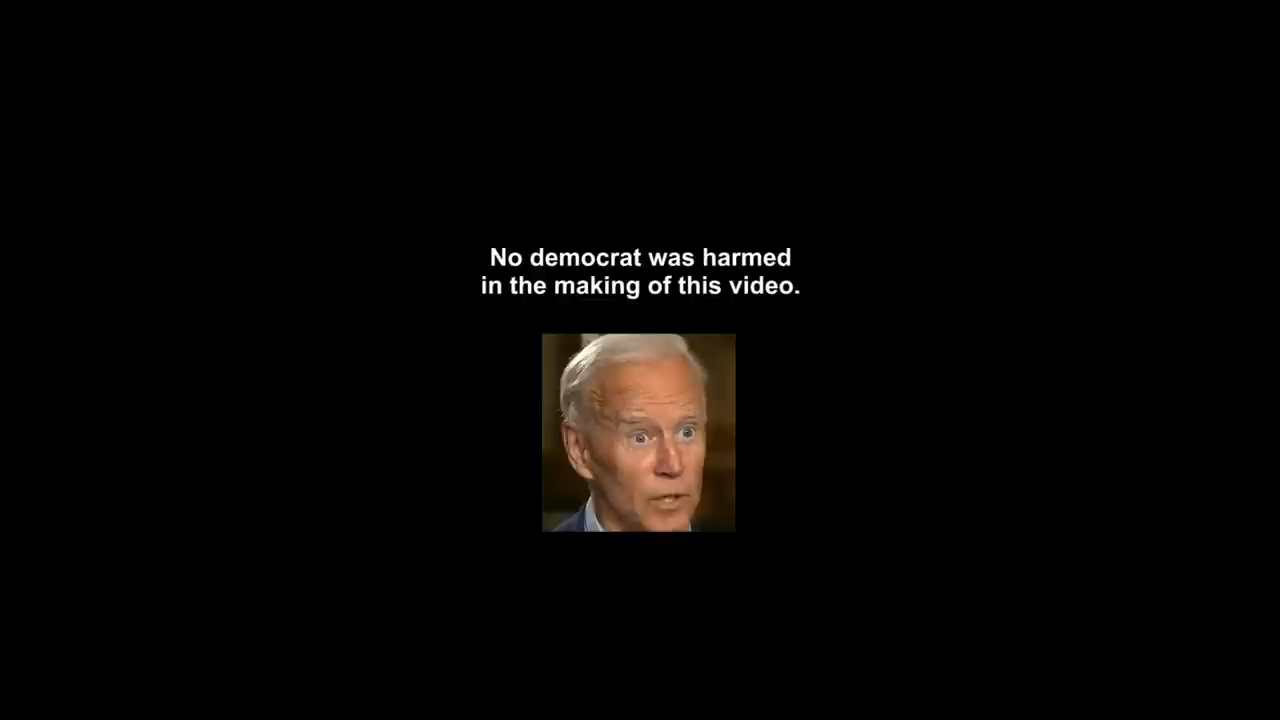 No democrat was harmed
in the making of this video.